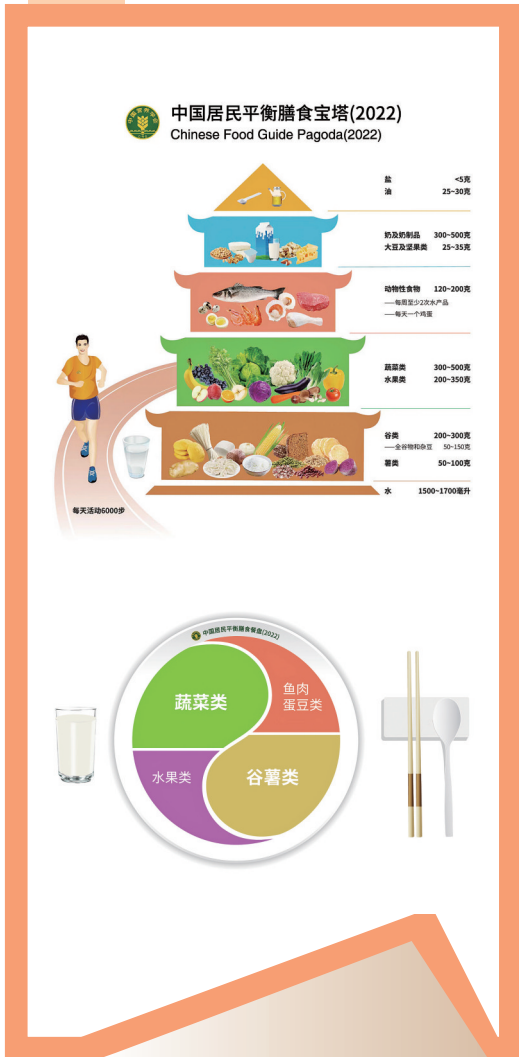 中国居民平衡膳食宝塔(2022)
Chinese Food Guide Pagoda(2022)
盐 <5克
油 25~30克
奶及奶制品 300~500克
大豆及坚果类 25~35克
动物性食物 120~200克
——每周至少2次水产品
——每天一个鸡蛋
蔬菜类 300~500克
水果类 200~350克
谷类 200~300克
——全谷物和杂豆 50~150克
薯类 50~100克
水 1500~1700毫升
每天活动6000步
中国居民平衡膳食餐盘(2022)
蔬菜类
鱼肉
蛋豆类
水果类
谷薯类